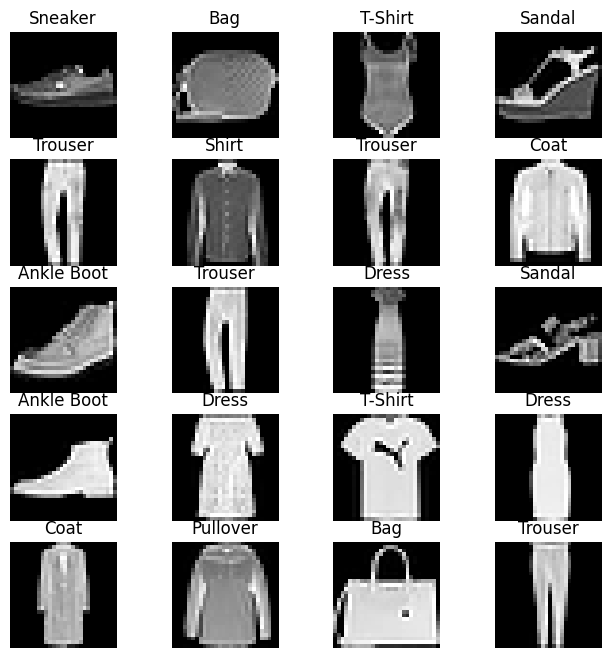 Sneaker Bag T-Shirt Sandal
Trouser Shirt Trouser Coat
Ankle Boot Trouser Dress Sandal
Ankle Boot Dress T-Shirt Dress
Coat Pullover Bag Trouser